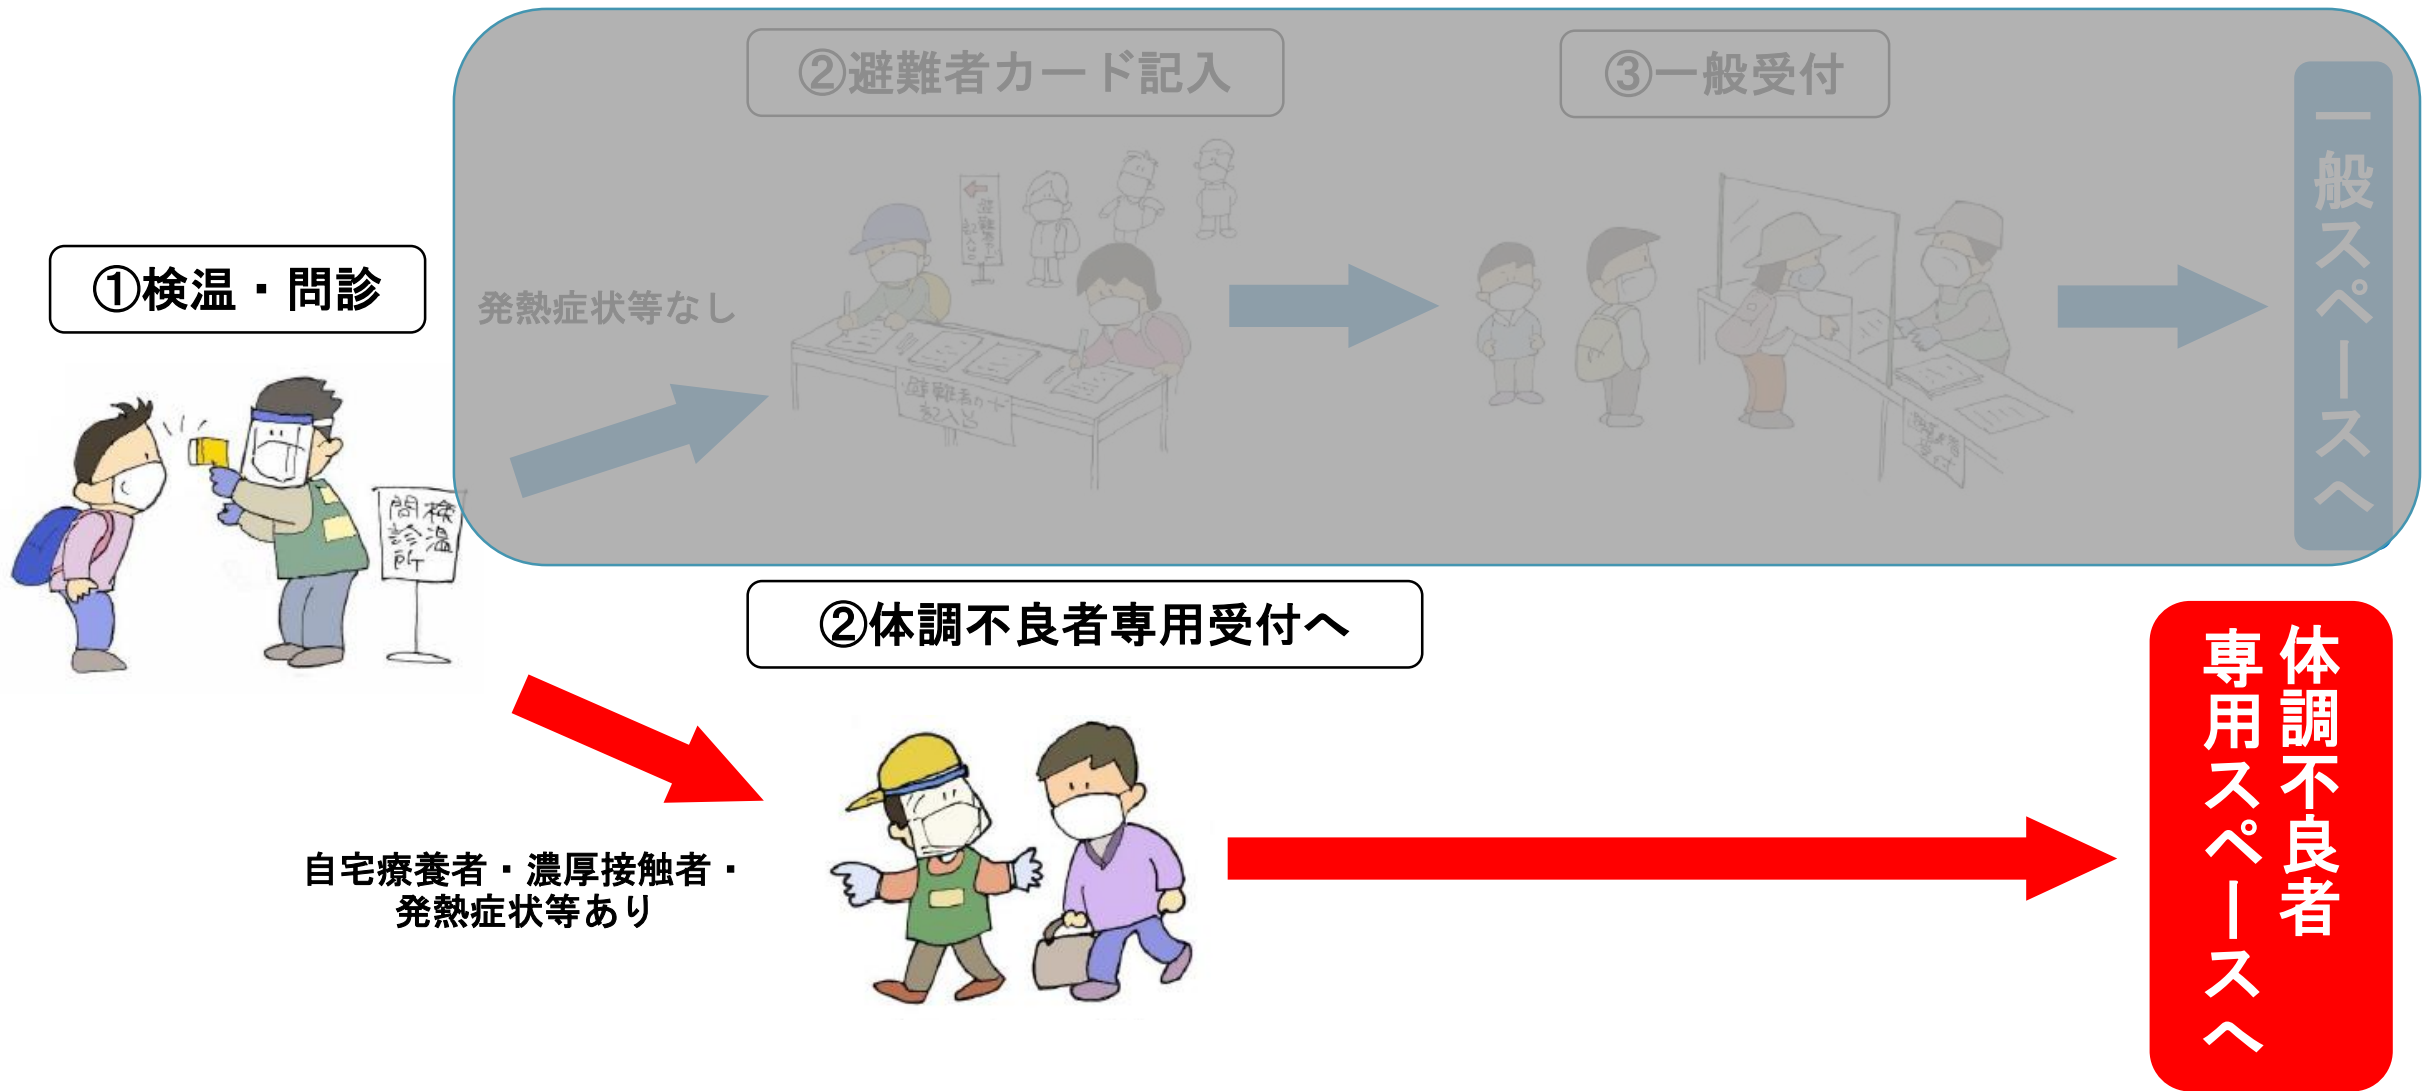 ①検温・問診
検温
問診所
発熱症状等なし
②避難者カード記入
避難者カード
記入台
③一般受付
一般スペースへ
②体調不良者専用受付へ
自宅療養者・濃厚接触者・
発熱症状等あり
体調不良者
専用スペースへ